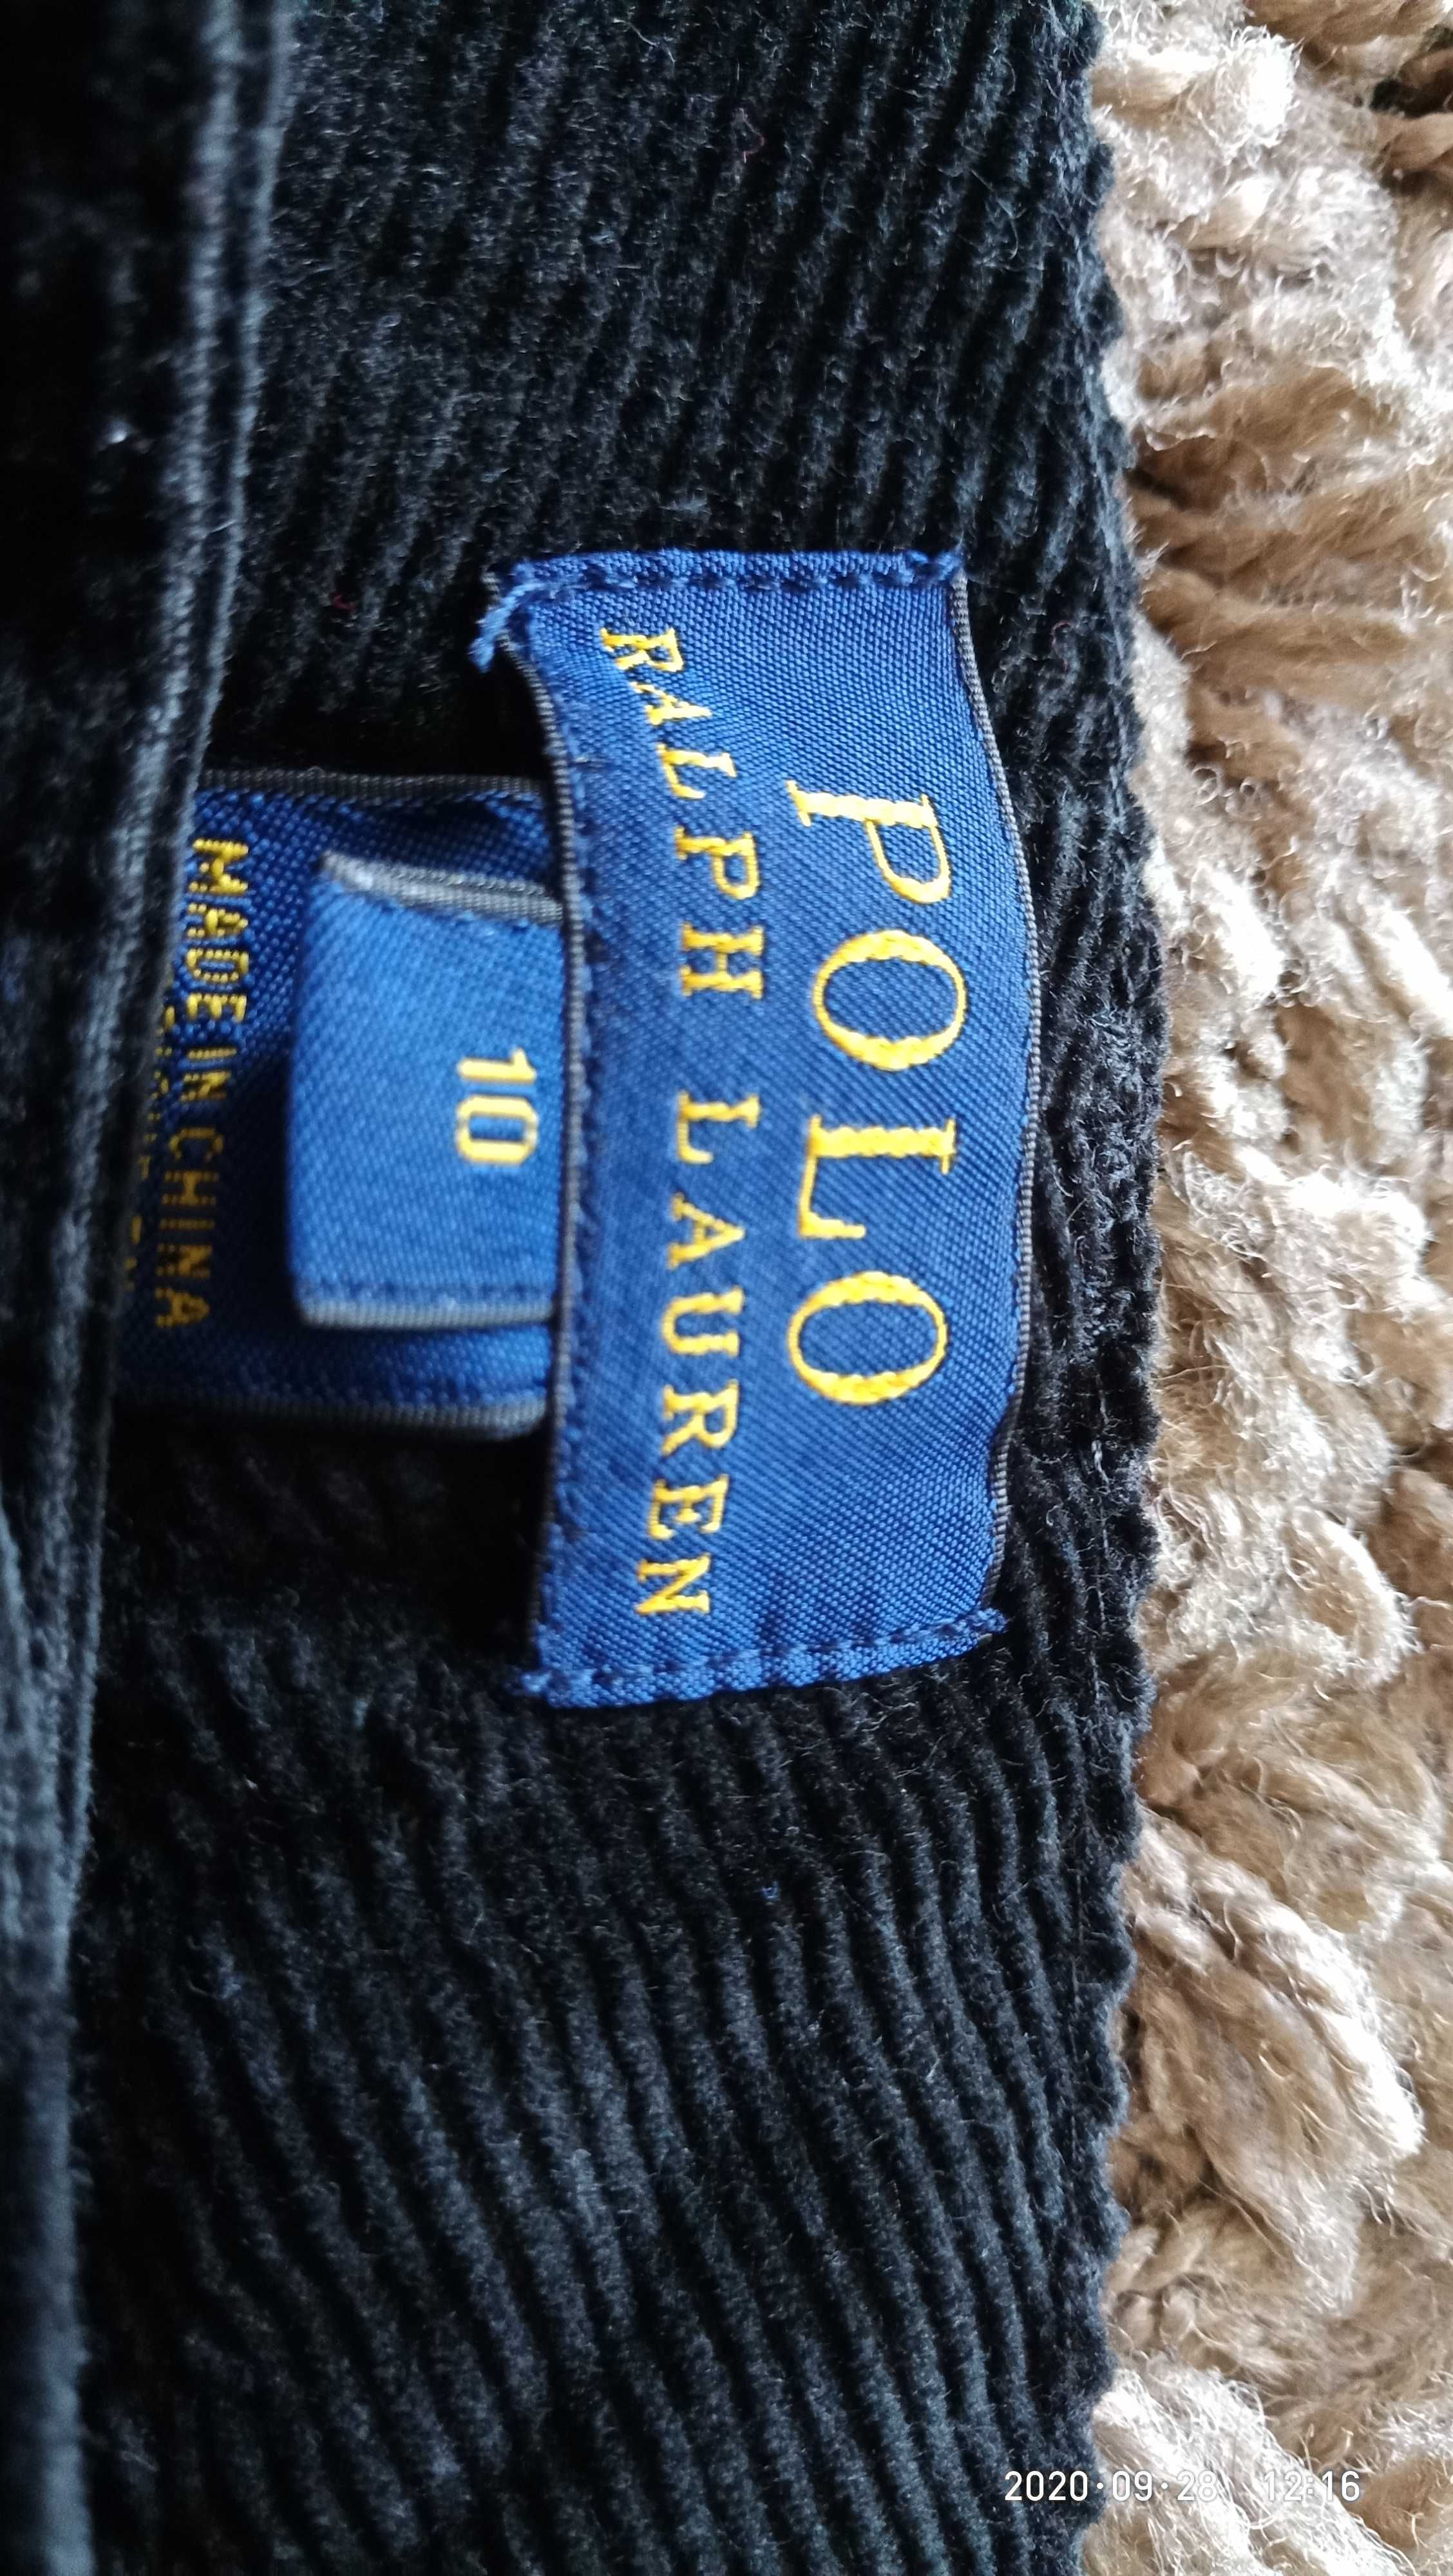 POLO
RALPH LAUREN
10
MADE IN CHINA
2020·09·28 12:16